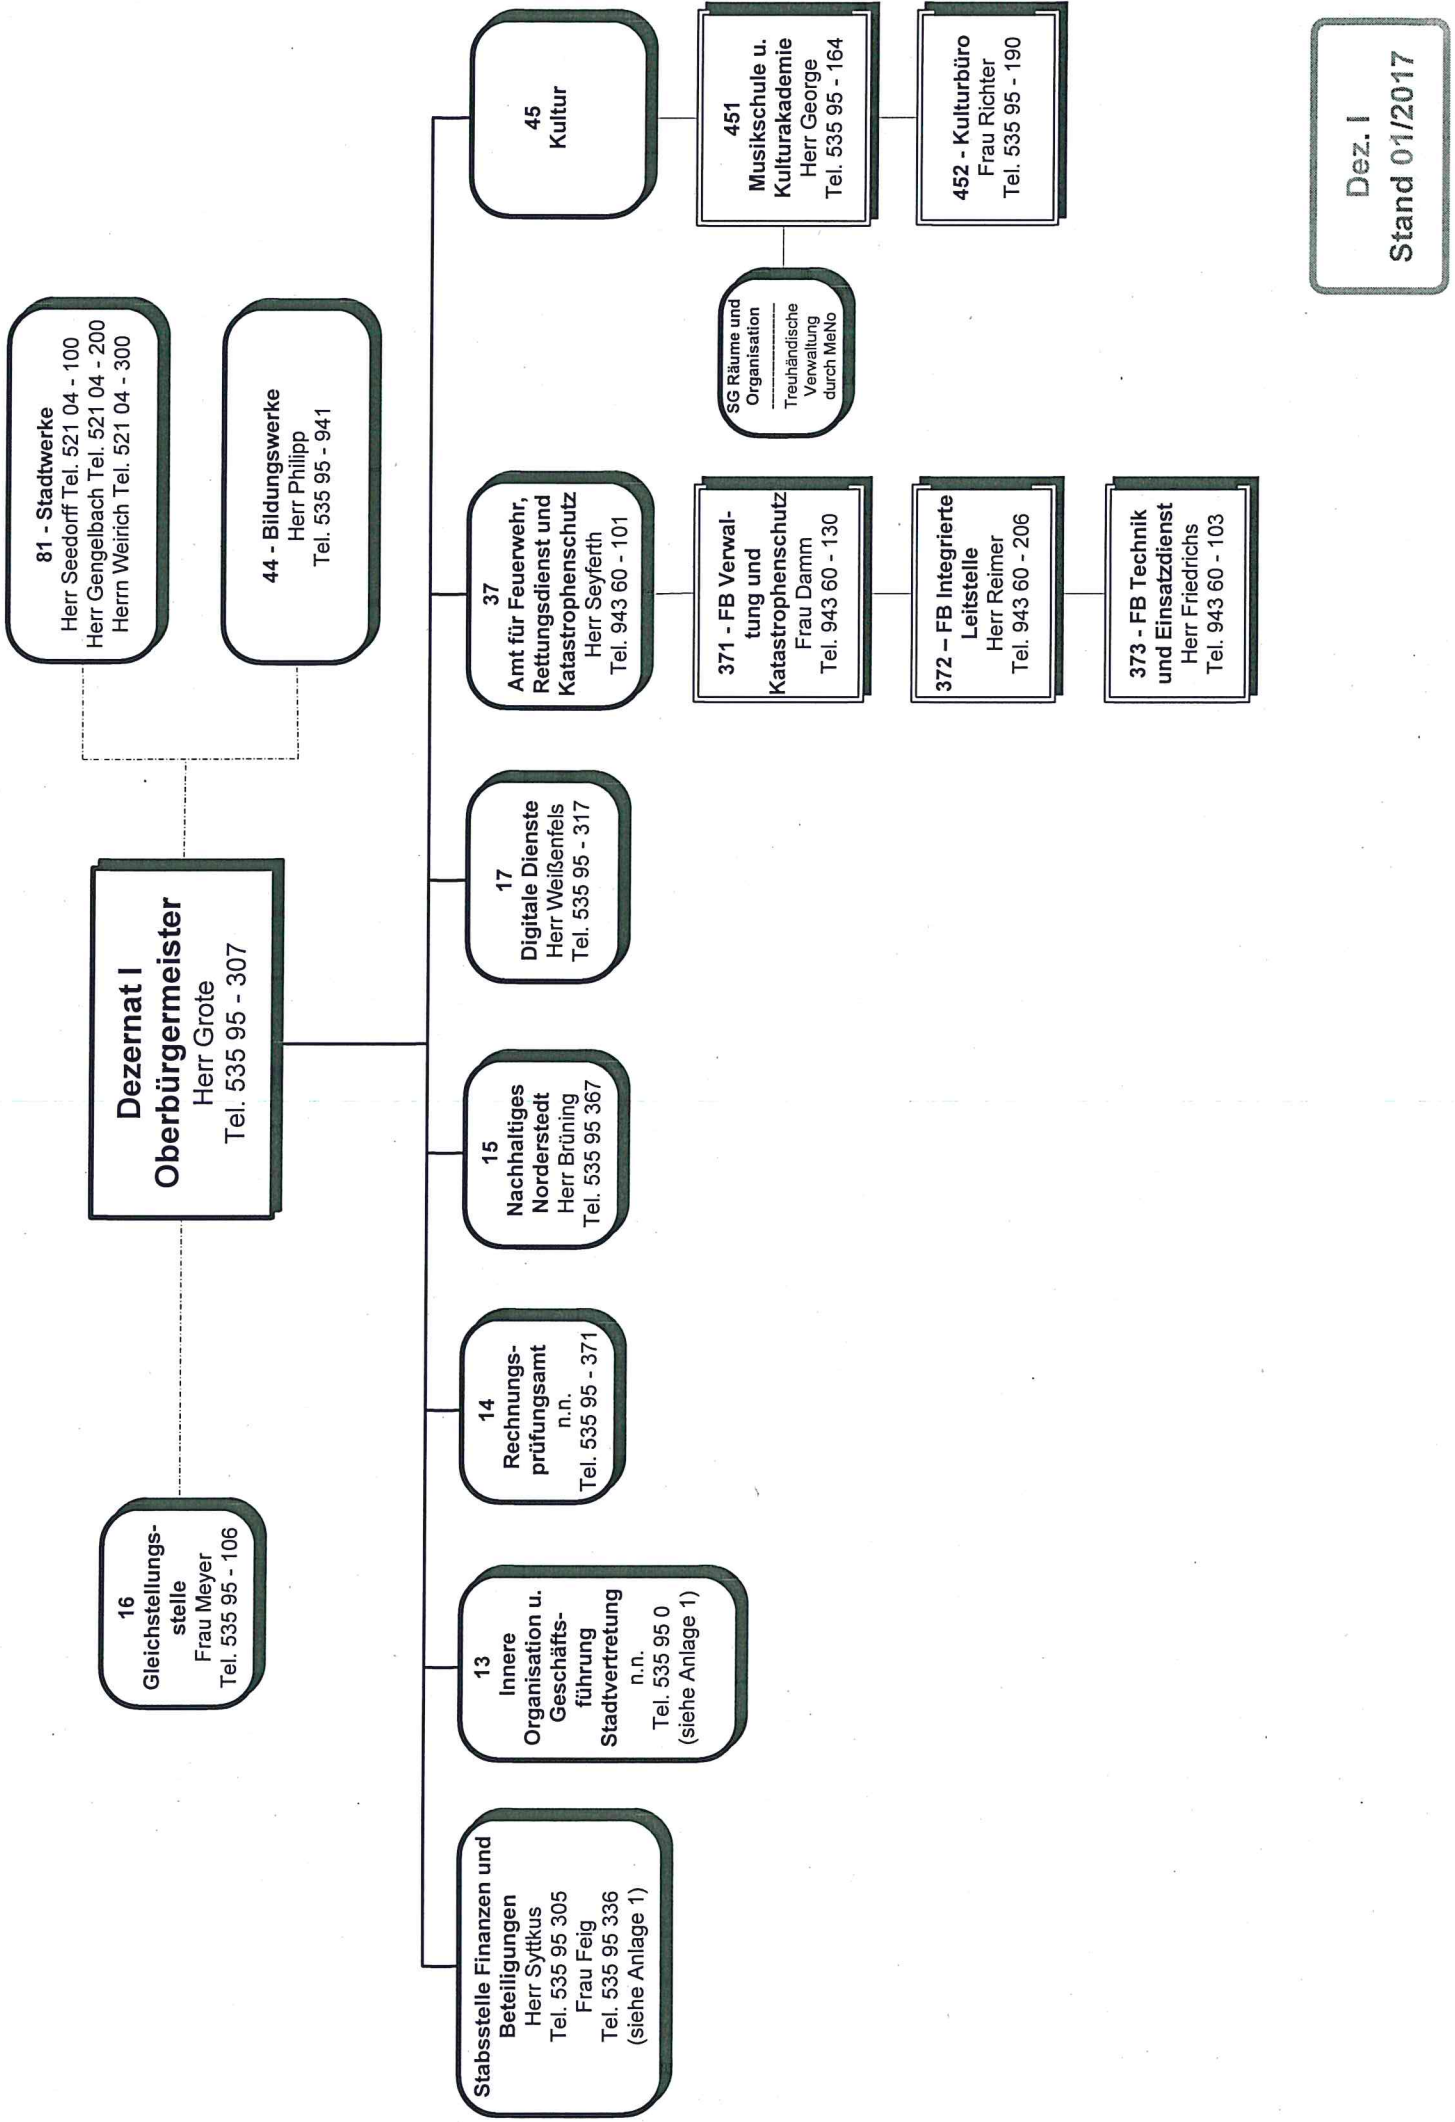 Dezernat I
Oberbürgermeister
Herr Grote
Tel. 535 95 - 307
16
Gleichstellungs-
stelle
Frau Meyer
Tel. 535 95 - 106
81 - Stadtwerke
Herr Seedorff Tel. 521 04 - 100
Herr Gengelbach Tel. 521 04 - 200
Herrn Weirich Tel. 521 04 - 300
44 - Bildungswerke
Herr Philipp
Tel. 535 95 - 941
Stabsstelle Finanzen und
Beteiligungen
Herr Syttkus
Tel. 535 95 305
Frau Feig
Tel. 535 95 336
(siehe Anlage 1)
13
Innere
Organisation u.
Geschäfts-
führung
Stadtvertretung
n.n.
Tel. 535 95 0
(siehe Anlage 1)
14
Rechnungs-
prüfungsamt
n.n.
Tel. 535 95 - 371
15
Nachhaltiges
Norderstedt
Herr Brüning
Tel. 535 95 367
17
Digitale Dienste
Herr Weißenfels
Tel. 535 95 - 317
37
Amt für Feuerwehr,
Rettungsdienst und
Katastrophenschutz
Herr Seyferth
Tel. 943 60 - 101
371 - FB Verwal-
tung und
Katastrophenschutz
Frau Damm
Tel. 943 60 - 130
372 – FB Integrierte
Leitstelle
Herr Reimer
Tel. 943 60 - 206
373 - FB Technik
und Einsatzdienst
Herr Friedrichs
Tel. 943 60 - 103
45
Kultur
451
Musikschule u.
Kulturakademie
Herr George
Tel. 535 95 - 164
SG Räume und
Organisation
Treuhändische
Verwaltung
durch MeNo
452 - Kulturbüro
Frau Richter
Tel. 535 95 - 190
Dez. I
Stand 01/2017